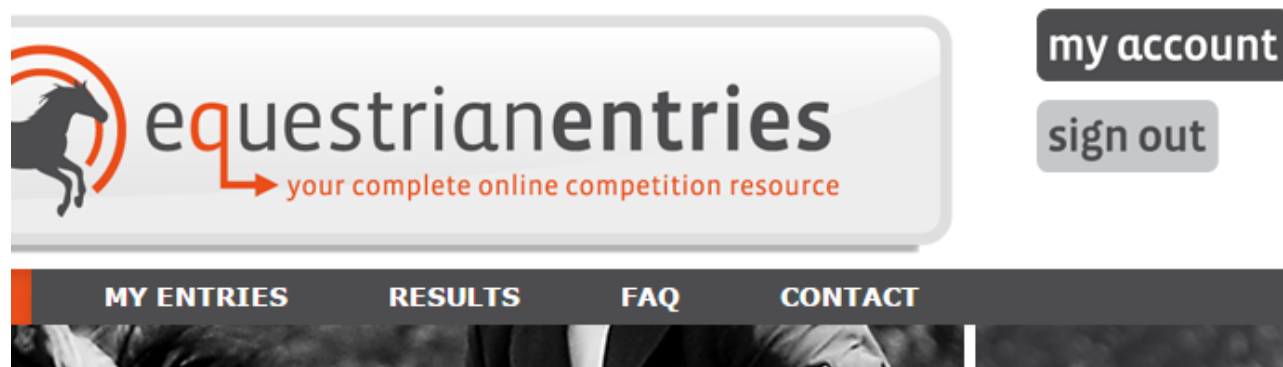 my account
equestrianentries
sign out
your complete online competition resource
MY ENTRIES RESULTS FAQ CONTACT